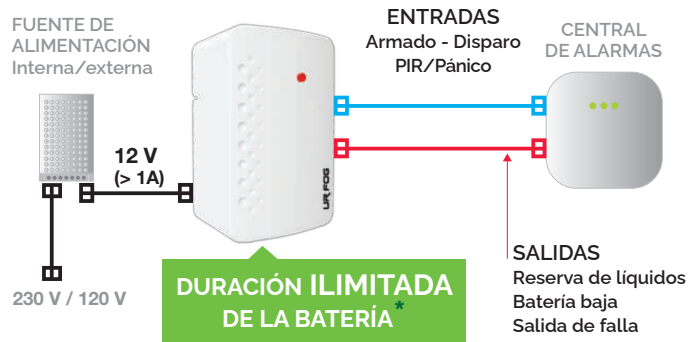 FUENTE DE
ALIMENTACIÓN
Interna/externa
ENTRADAS
Armado - Disparo
PIR/Pánico
CENTRAL
DE ALARMAS
12 V
(> 1A)
UR FOG
230 V / 120 V
DURACIÓN ILIMITADA
DE LA BATERÍA*
SALIDAS
Reserva de líquidos
Batería baja
Salida de falla